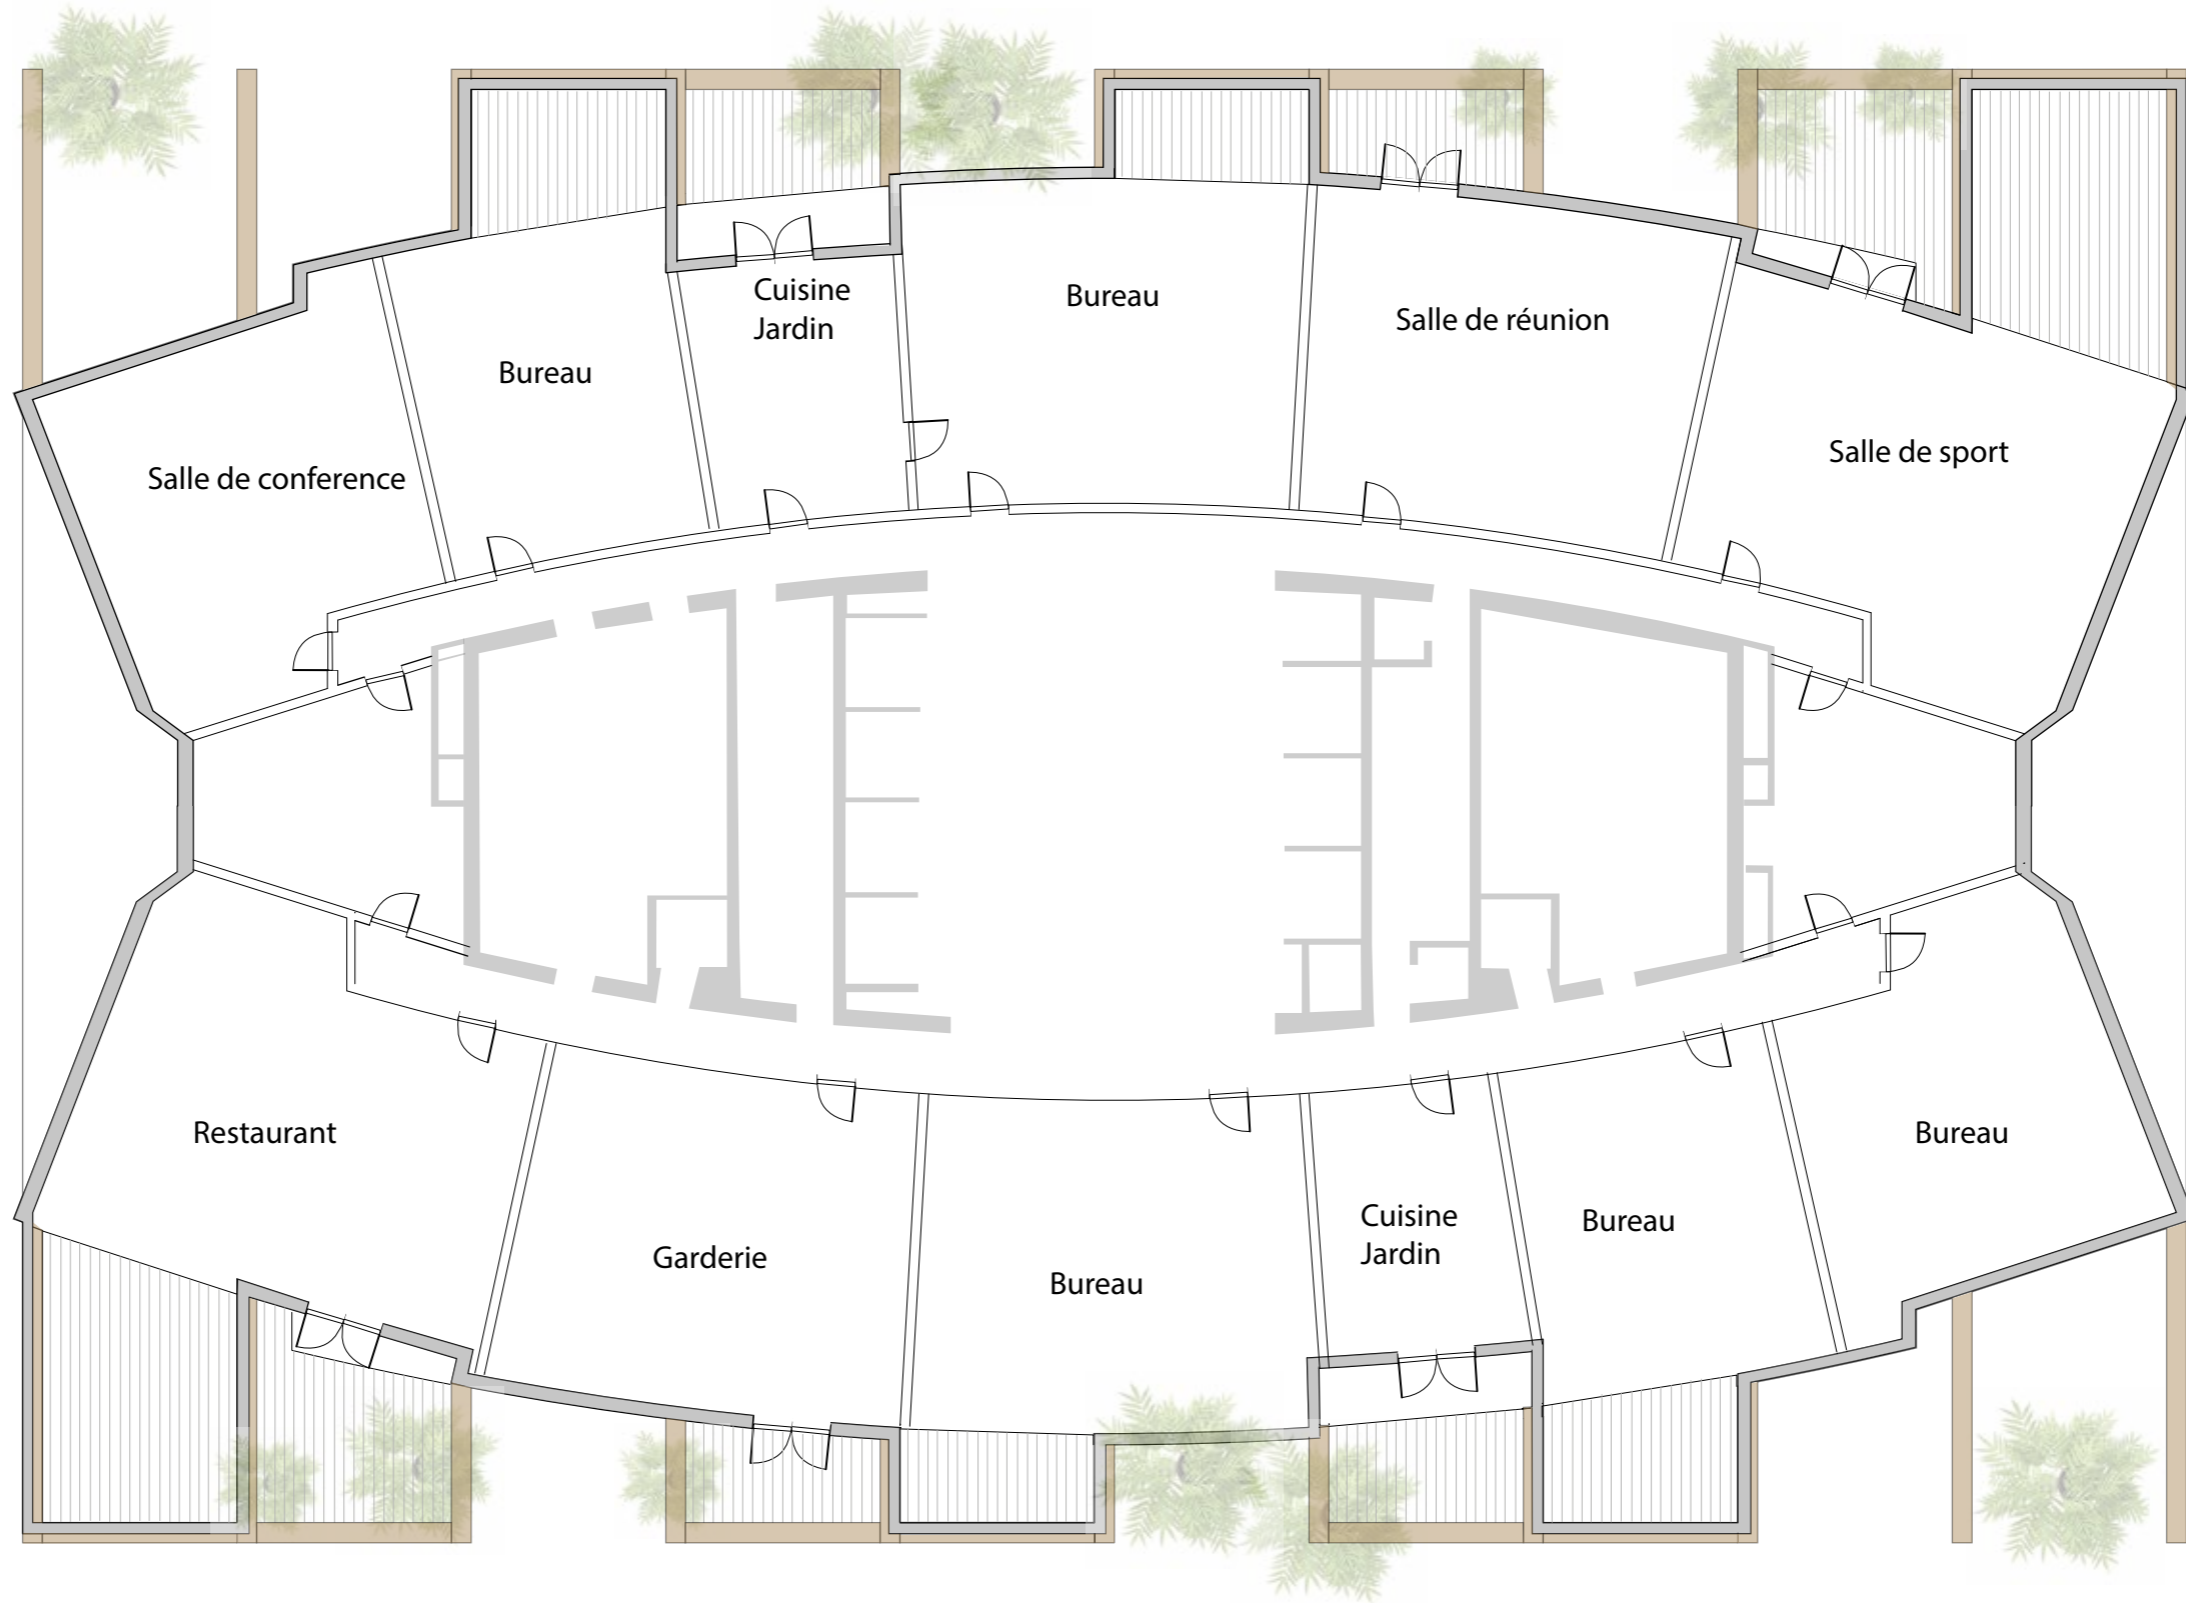 Cuisine
Jardin
Bureau
Salle de réunion
Bureau
Salle de sport
Salle de conference
Restaurant
Bureau
Cuisine
Jardin
Bureau
Garderie
Bureau